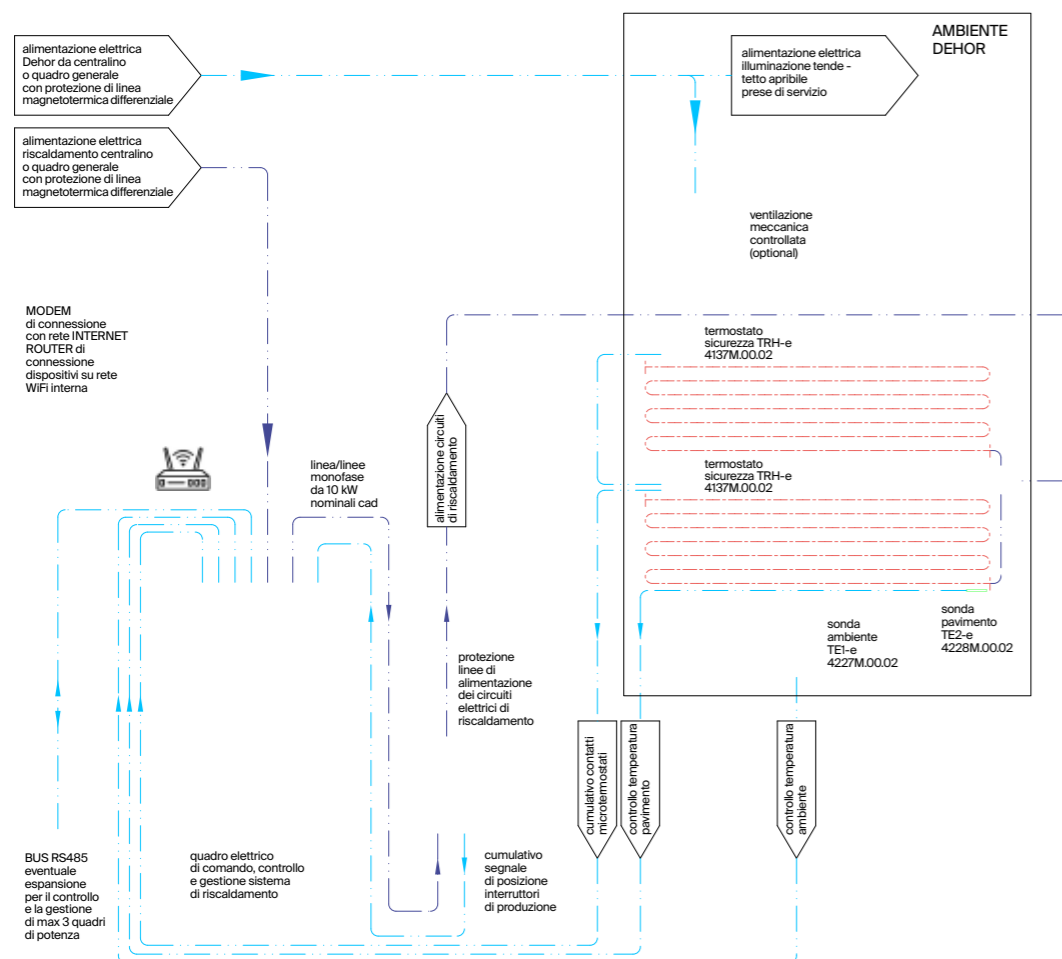 alimentazione elettrica
Dehor da centralino
o quadro generale
con protezione di linea
magnetotermica differenziale
alimentazione elettrica
illuminazione tende -
tetto apribile
prese di servizio
AMBIENTE
DEHOR
alimentazione elettrica
riscaldamento centralino
o quadro generale
con protezione di linea
magnetotermica differenziale
ventilazione
meccanica
controllata
(optional)
MODEM
di connessione
con rete INTERNET
ROUTER di
connessione
dispositivi su rete
WiFi interna
termostato
sicurezza TRH-e
4137M.00.02
linea/linee
monofase
da 10 kW
nominali cad
alimentazione circuiti
di riscaldamento
termostato
sicurezza TRH-e
4137M.00.02
sonda
ambiente
TE1-e
4227M.00.02
sonda
pavimento
TE2-e
4228M.00.02
protezione
linee di
alimentazione
dei circuiti
elettrici di
riscaldamento
cumulativo contatti
microtermostati
controllo temperatura
pavimento
controllo temperatura
ambiente
BUS RS485
eventuale
espansione
per il controllo
e la gestione
di max 3 quadri
di potenza
quadro elettrico
di comando, controllo
e gestione sistema
di riscaldamento
cumulativo
segnale
di posizione
interruttori
di produzione